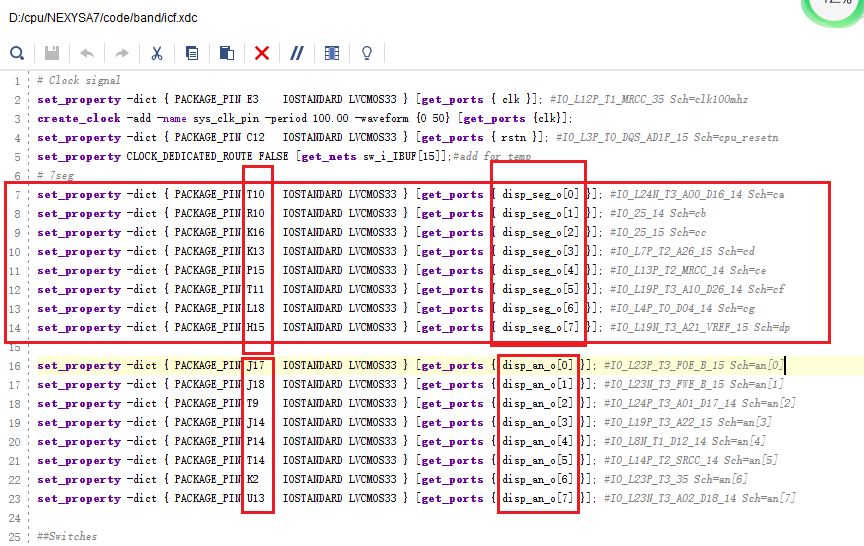 D:/cpu/NEXYSA7/code/band/icf.xdc
1 # Clock signal
2 set_property -dict { PACKAGE_PIN E3 IOSTANDARD LVCMOS33 } [get_ports { clk }]; #IO_L12P_T1_MRCC_35 Sch=clk100mhz
3 create_clock -add -name sys_clk_pin -period 100.00 -waveform {0 50} [get_ports {clk}];
4 set_property -dict { PACKAGE_PIN C12 IOSTANDARD LVCMOS33 } [get_ports { rstn }]; #IO_L3P_T0_DQS_AD1P_15 Sch=cpu_resetn
5 set_property CLOCK_DEDICATED_ROUTE FALSE [get_nets sw_i_IBUF[15]];#add for temp
6 # 7seg
7 set_property -dict { PACKAGE_PIN T10 IOSTANDARD LVCMOS33 } [get_ports { disp_seg_o[0] }]; #IO_L24N_T3_A00_D16_14 Sch=ca
8 set_property -dict { PACKAGE_PIN R10 IOSTANDARD LVCMOS33 } [get_ports { disp_seg_o[1] }]; #IO_25_14 Sch=cb
9 set_property -dict { PACKAGE_PIN K16 IOSTANDARD LVCMOS33 } [get_ports { disp_seg_o[2] }]; #IO_25_15 Sch=cc
10 set_property -dict { PACKAGE_PIN K13 IOSTANDARD LVCMOS33 } [get_ports { disp_seg_o[3] }]; #IO_L7P_T2_A26_15 Sch=cd
11 set_property -dict { PACKAGE_PIN P15 IOSTANDARD LVCMOS33 } [get_ports { disp_seg_o[4] }]; #IO_L13P_T2_MRCC_14 Sch=ce
12 set_property -dict { PACKAGE_PIN T11 IOSTANDARD LVCMOS33 } [get_ports { disp_seg_o[5] }]; #IO_L19P_T3_A10_D26_14 Sch=cf
13 set_property -dict { PACKAGE_PIN L18 IOSTANDARD LVCMOS33 } [get_ports { disp_seg_o[6] }]; #IO_L4P_T0_D04_14 Sch=cg
14 set_property -dict { PACKAGE_PIN H15 IOSTANDARD LVCMOS33 } [get_ports { disp_seg_o[7] }]; #IO_L19N_T3_A21_VREF_15 Sch=dp
15
16 set_property -dict { PACKAGE_PIN J17 IOSTANDARD LVCMOS33 } [get_ports { disp_an_o[0] }]; #IO_L23P_T3_FOE_B_15 Sch=an[0]
17 set_property -dict { PACKAGE_PIN J18 IOSTANDARD LVCMOS33 } [get_ports { disp_an_o[1] }]; #IO_L23N_T3_FWE_B_15 Sch=an[1]
18 set_property -dict { PACKAGE_PIN T9 IOSTANDARD LVCMOS33 } [get_ports { disp_an_o[2] }]; #IO_L24P_T3_A01_D17_14 Sch=an[2]
19 set_property -dict { PACKAGE_PIN J14 IOSTANDARD LVCMOS33 } [get_ports { disp_an_o[3] }]; #IO_L19P_T3_A22_15 Sch=an[3]
20 set_property -dict { PACKAGE_PIN P14 IOSTANDARD LVCMOS33 } [get_ports { disp_an_o[4] }]; #IO_L8N_T1_D12_14 Sch=an[4]
21 set_property -dict { PACKAGE_PIN T14 IOSTANDARD LVCMOS33 } [get_ports { disp_an_o[5] }]; #IO_L14P_T2_SRCC_14 Sch=an[5]
22 set_property -dict { PACKAGE_PIN K2 IOSTANDARD LVCMOS33 } [get_ports { disp_an_o[6] }]; #IO_L23P_T3_35 Sch=an[6]
23 set_property -dict { PACKAGE_PIN U13 IOSTANDARD LVCMOS33 } [get_ports { disp_an_o[7] }]; #IO_L23N_T3_A02_D18_14 Sch=an[7]
24
25 ##Switches